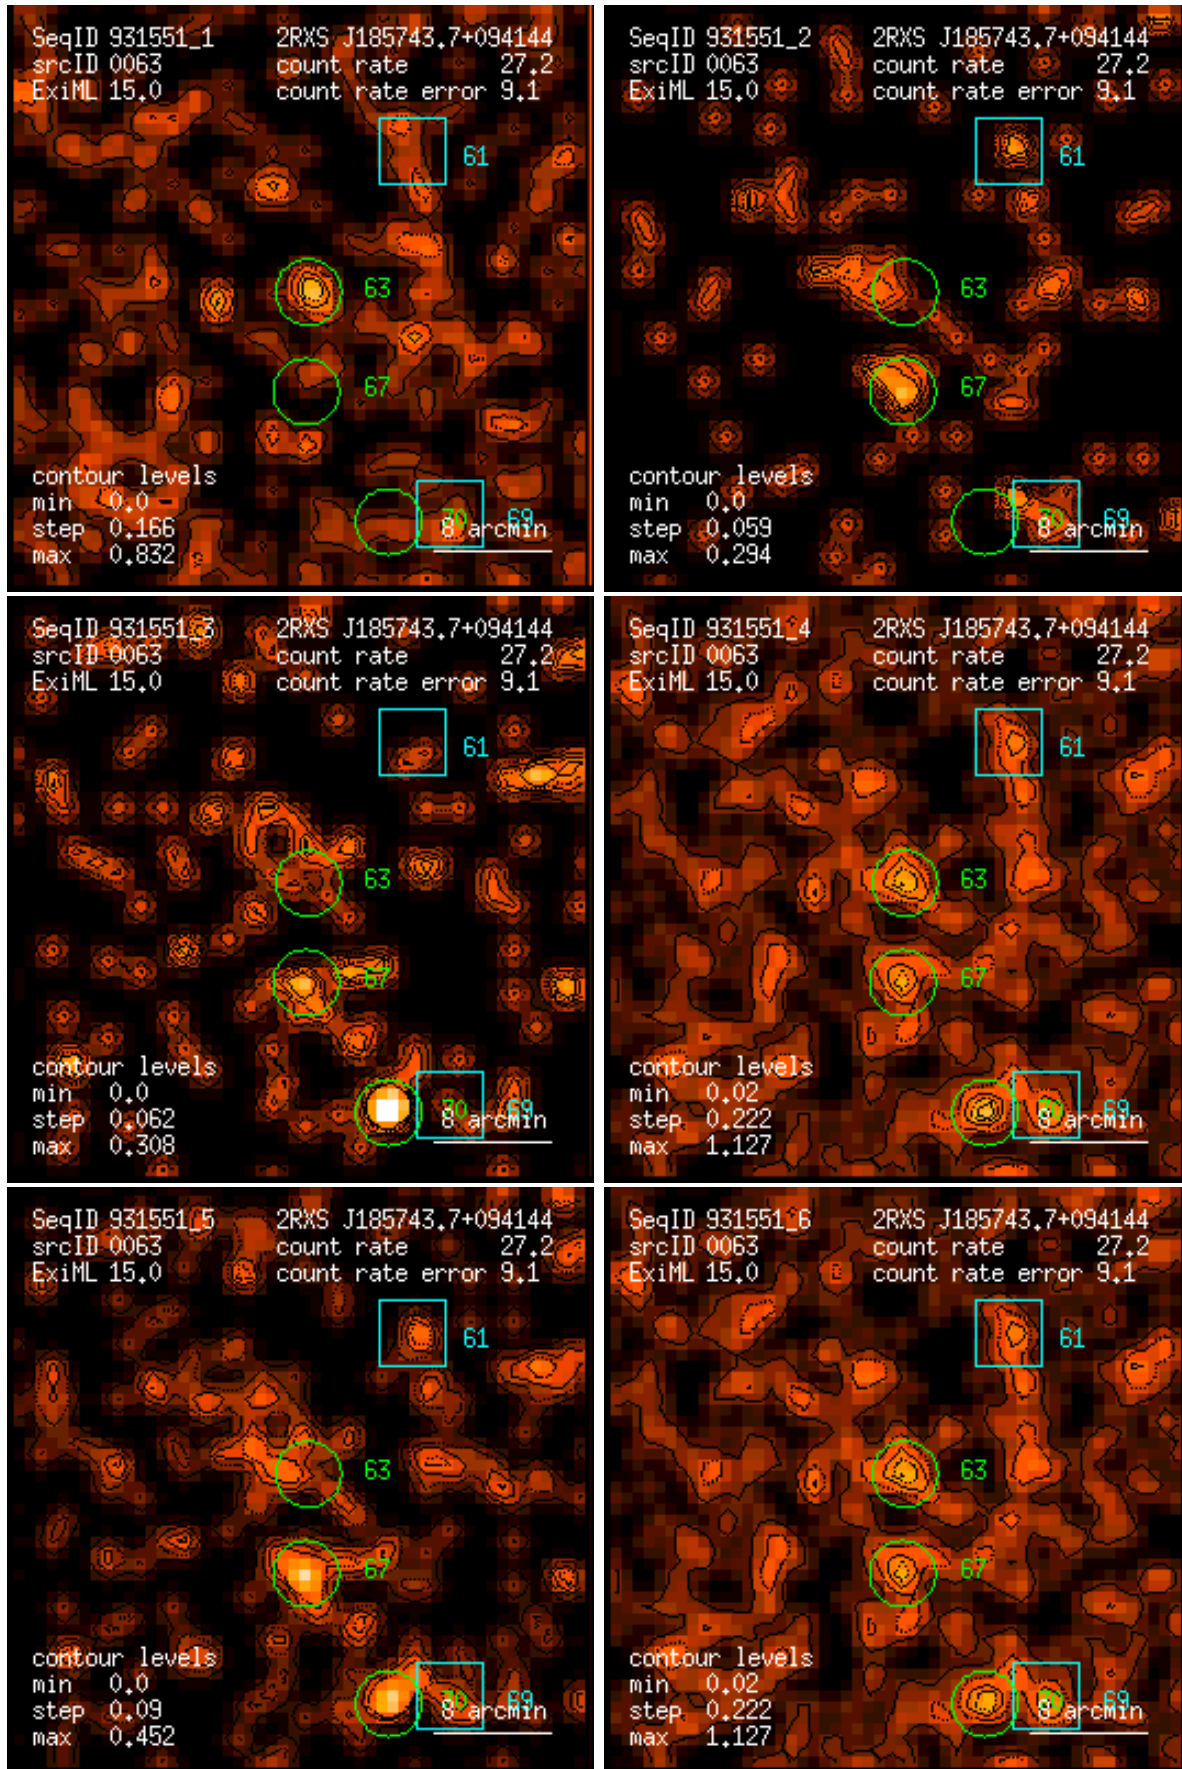 SeqID 931551_1 2RXS J185743.7+094144
srcID 0063 count rate 27.2
ExiML 15.0 count rate error 9.1
61
63
67
contour levels
min 0.0
step 0.166 70 69
max 0.832 8 arcmin
SeqID 931551_2 2RXS J185743.7+094144
srcID 0063 count rate 27.2
ExiML 15.0 count rate error 9.1
61
63
67
contour levels
min 0.0
step 0.059 70 69
max 0.294 8 arcmin
SeqID 931551_3 2RXS J185743.7+094144
srcID 0063 count rate 27.2
ExiML 15.0 count rate error 9.1
61
63
67
contour levels
min 0.0
step 0.062 70 69
max 0.308 8 arcmin
SeqID 931551_4 2RXS J185743.7+094144
srcID 0063 count rate 27.2
ExiML 15.0 count rate error 9.1
61
63
67
contour levels
min 0.02
step 0.222 70 69
max 1.127 8 arcmin
SeqID 931551_5 2RXS J185743.7+094144
srcID 0063 count rate 27.2
ExiML 15.0 count rate error 9.1
61
63
67
contour levels
min 0.0
step 0.09 70 69
max 0.452 8 arcmin
SeqID 931551_6 2RXS J185743.7+094144
srcID 0063 count rate 27.2
ExiML 15.0 count rate error 9.1
61
63
67
contour levels
min 0.02
step 0.222 70 69
max 1.127 8 arcmin